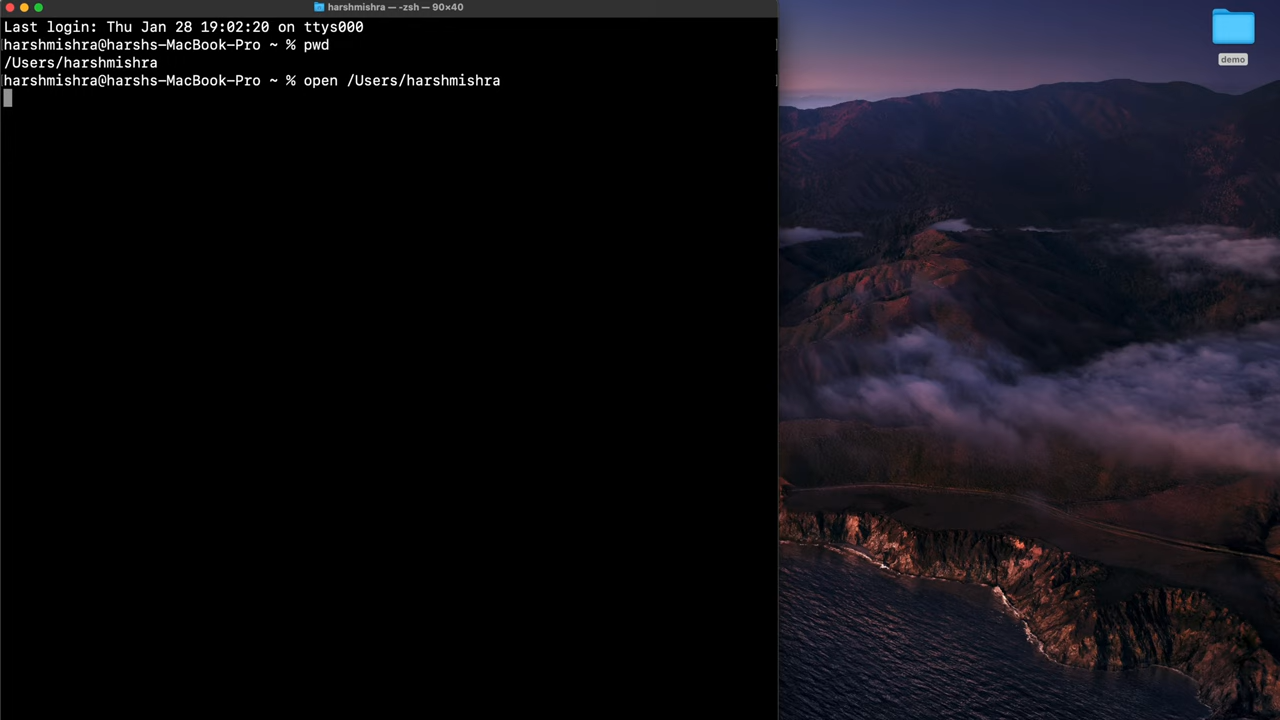 harshmishra — -zsh — 90×40
Last login: Thu Jan 28 19:02:20 on ttys000
harshmishra@harshs-MacBook-Pro ~ % pwd
/Users/harshmishra
harshmishra@harshs-MacBook-Pro ~ % open /Users/harshmishra
demo